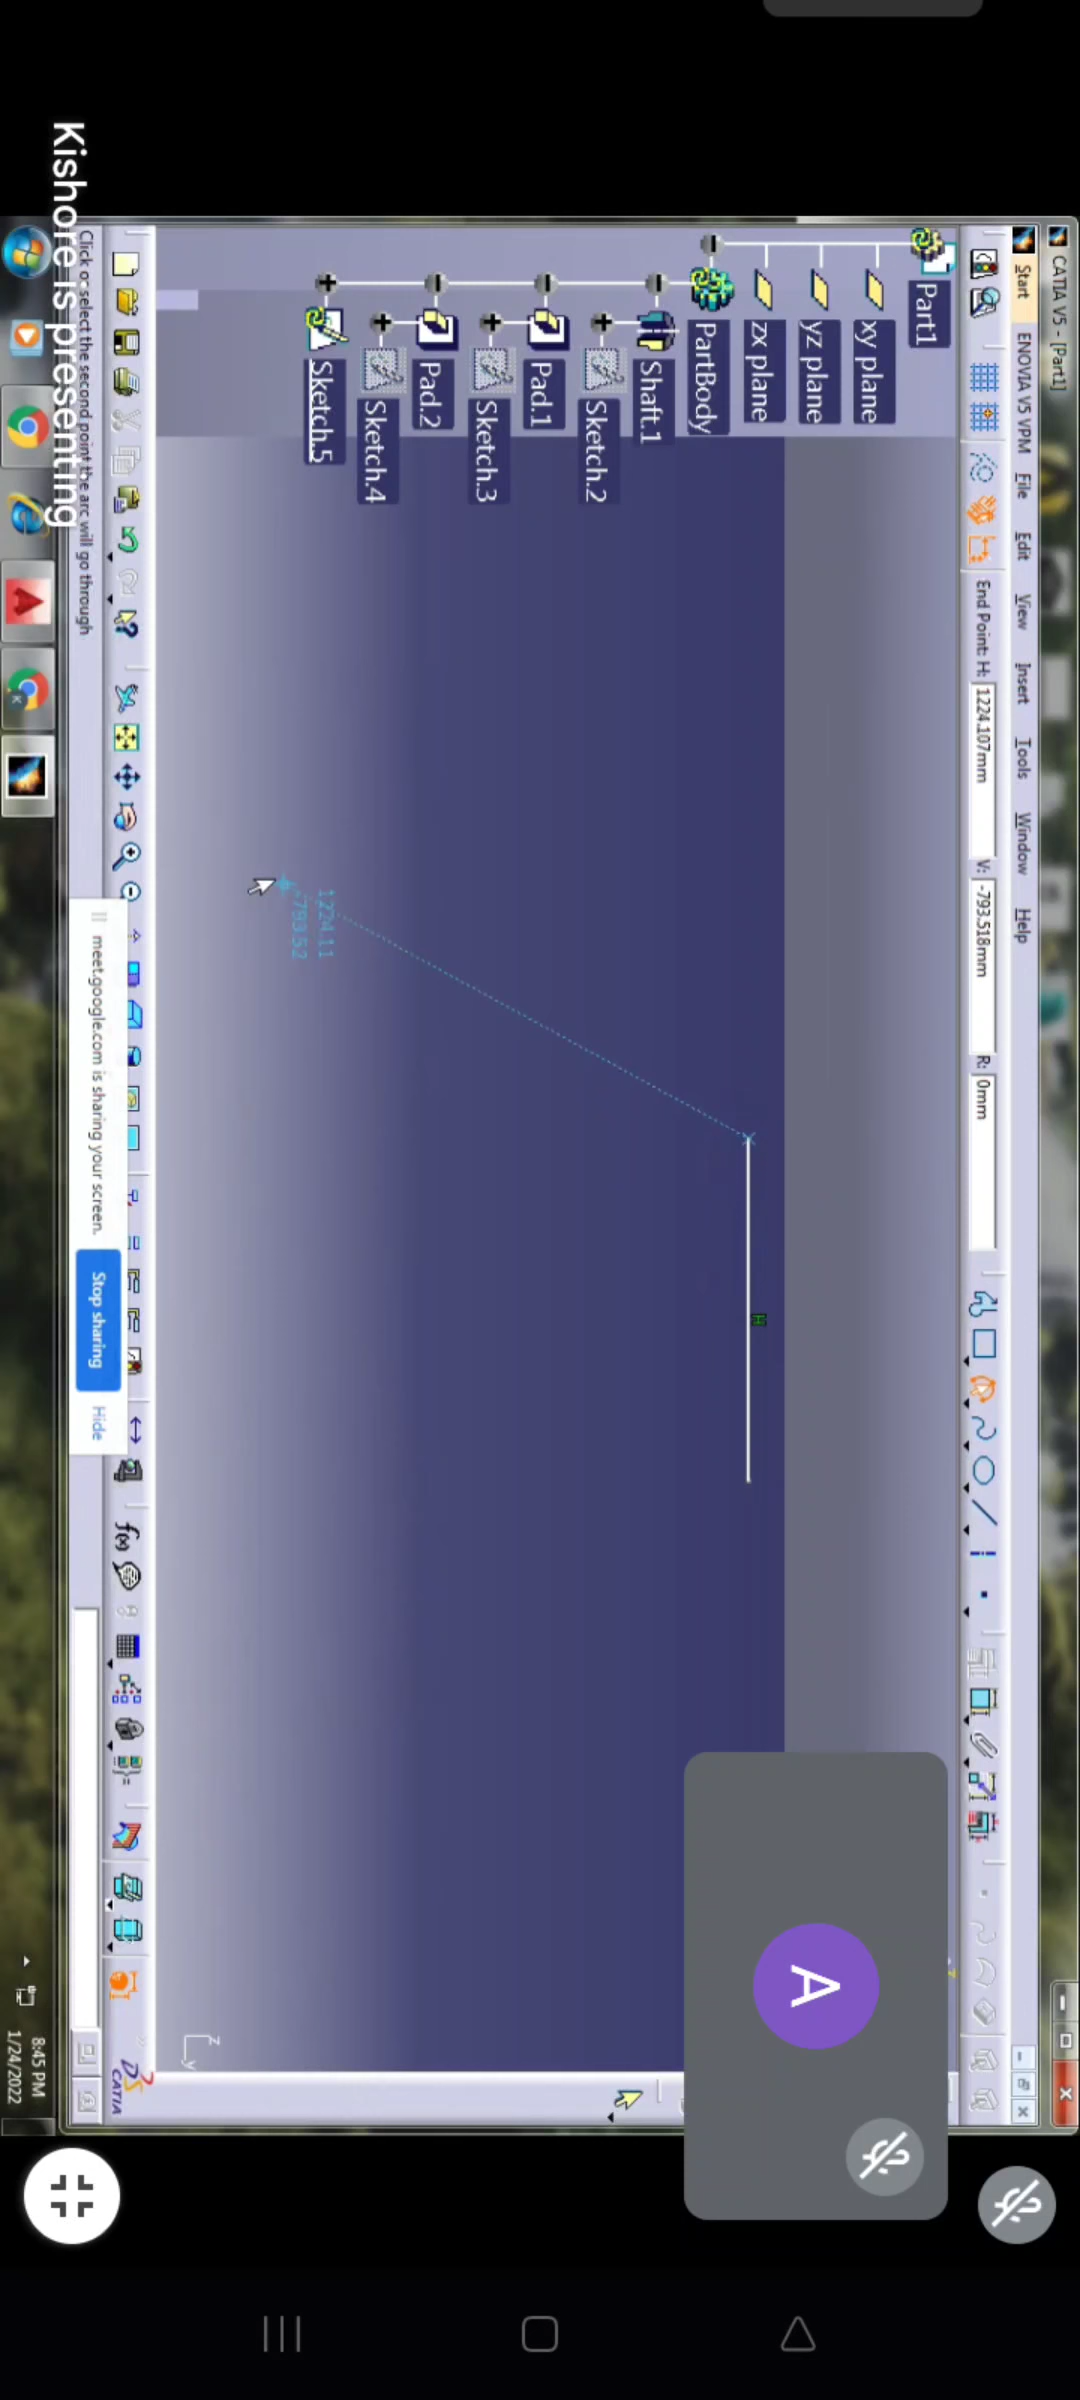 CATIA V5 - [Part1]
Start ENOVIA V5 VPM File Edit View Insert Tools Window Help
End Point: H: 1224.107mm V: -793.518mm R: 0mm
Part1
xy plane
yz plane
zx plane
PartBody
Shaft.1
Sketch.2
Pad.1
Sketch.3
Pad.2
Sketch.4
Sketch.5
H
1224.11
-793.52
z
y
A
f(x)
DS
CATIA
meet.google.com is sharing your screen. Stop sharing Hide
Click or select the second point the arc will go through
Kishore is presenting
K
8:45 PM
1/24/2022